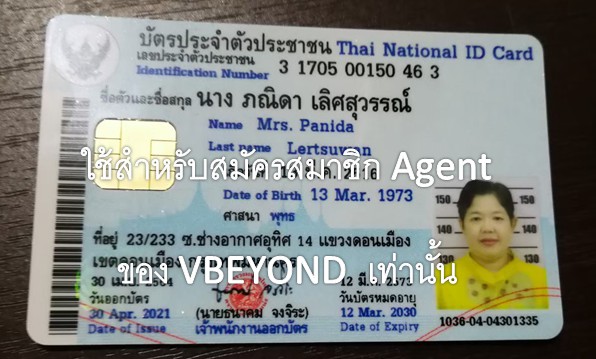 บัตรประจำตัวประชาชน Thai National ID Card
เลขประจำตัวประชาชน
Identification Number 3 1705 00150 46 3
ชื่อตัวและชื่อสกุล นาง ภณิดา เลิศสุวรรณ์
Name Mrs. Panida
Last name Lertsuwan
ใช้สำหรับสมัครสมาชิก Agent
Date of Birth 13 Mar. 1973
ศาสนา พุทธ
ที่อยู่ 23/233 ซ.ช่างอากาศอุทิศ 14 แขวงดอนเมือง
เขตดอนเมือง
ของ VBEYOND เท่านั้น
วันออกบัตร
30 Apr. 2021
Date of Issue
(นายธนาคม จงจิระ)
เจ้าพนักงานออกบัตร
วันบัตรหมดอายุ
12 Mar. 2030
Date of Expiry
150 150
140 140
130 130
1036-04-04301335